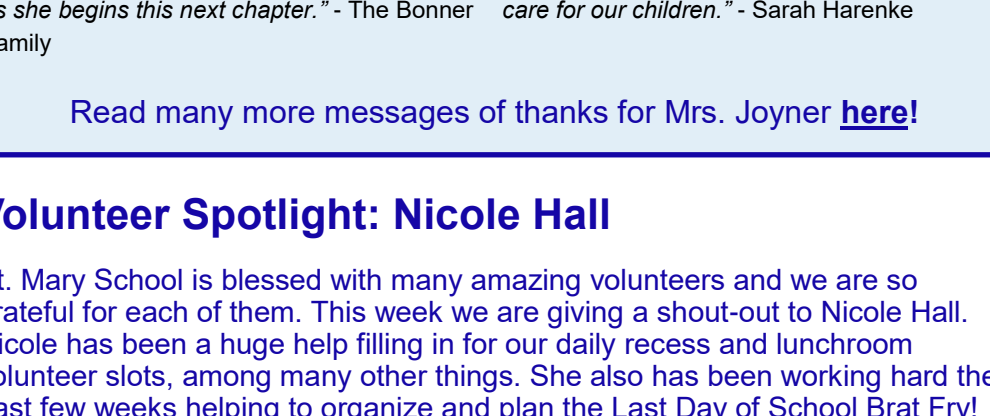 s she begins this next chapter." - The Bonner
amily
care for our children." - Sarah Harenke
Read many more messages of thanks for Mrs. Joyner here!
olunteer Spotlight: Nicole Hall
t. Mary School is blessed with many amazing volunteers and we are so
rateful for each of them. This week we are giving a shout-out to Nicole Hall.
icole has been a huge help filling in for our daily recess and lunchroom
olunteer slots, among many other things. She also has been working hard the
ast few weeks helping to organize and plan the Last Day of School Brat Fry!